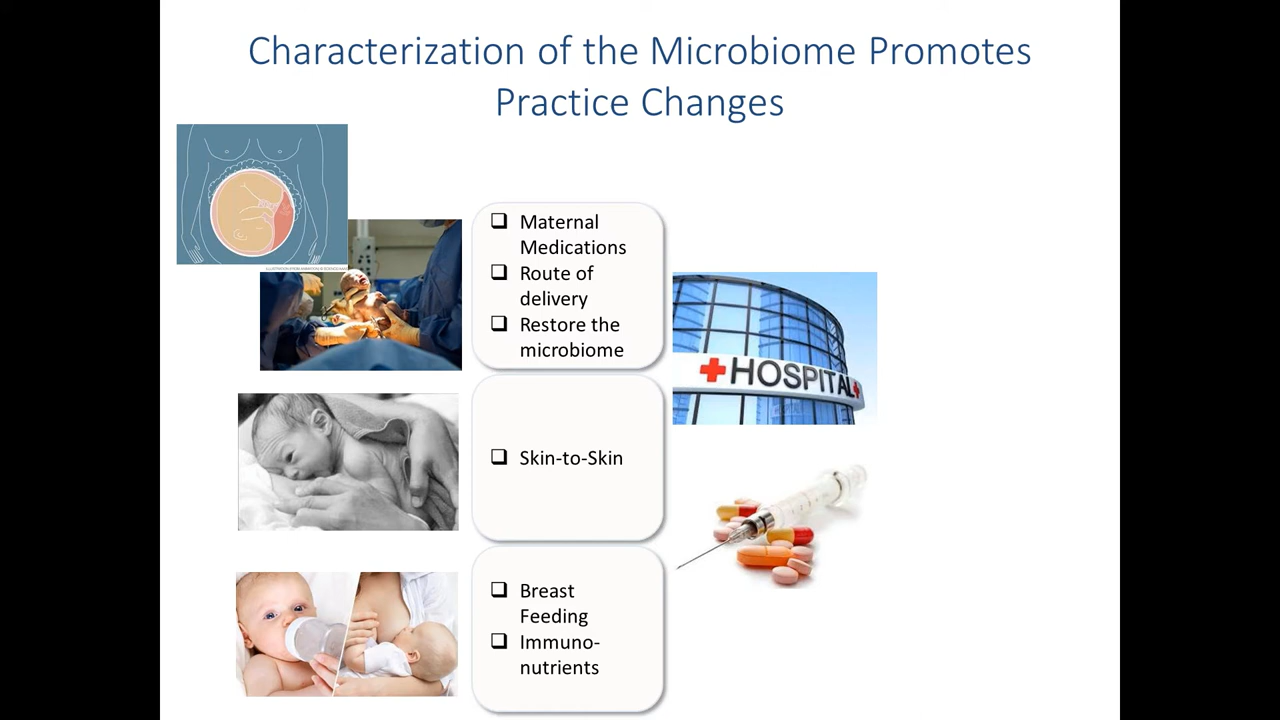 Characterization of the Microbiome Promotes
Practice Changes
Maternal
Medications
Route of
delivery
Restore the
microbiome
HOSPITAL
Skin-to-Skin
Breast
Feeding
Immuno-
nutrients